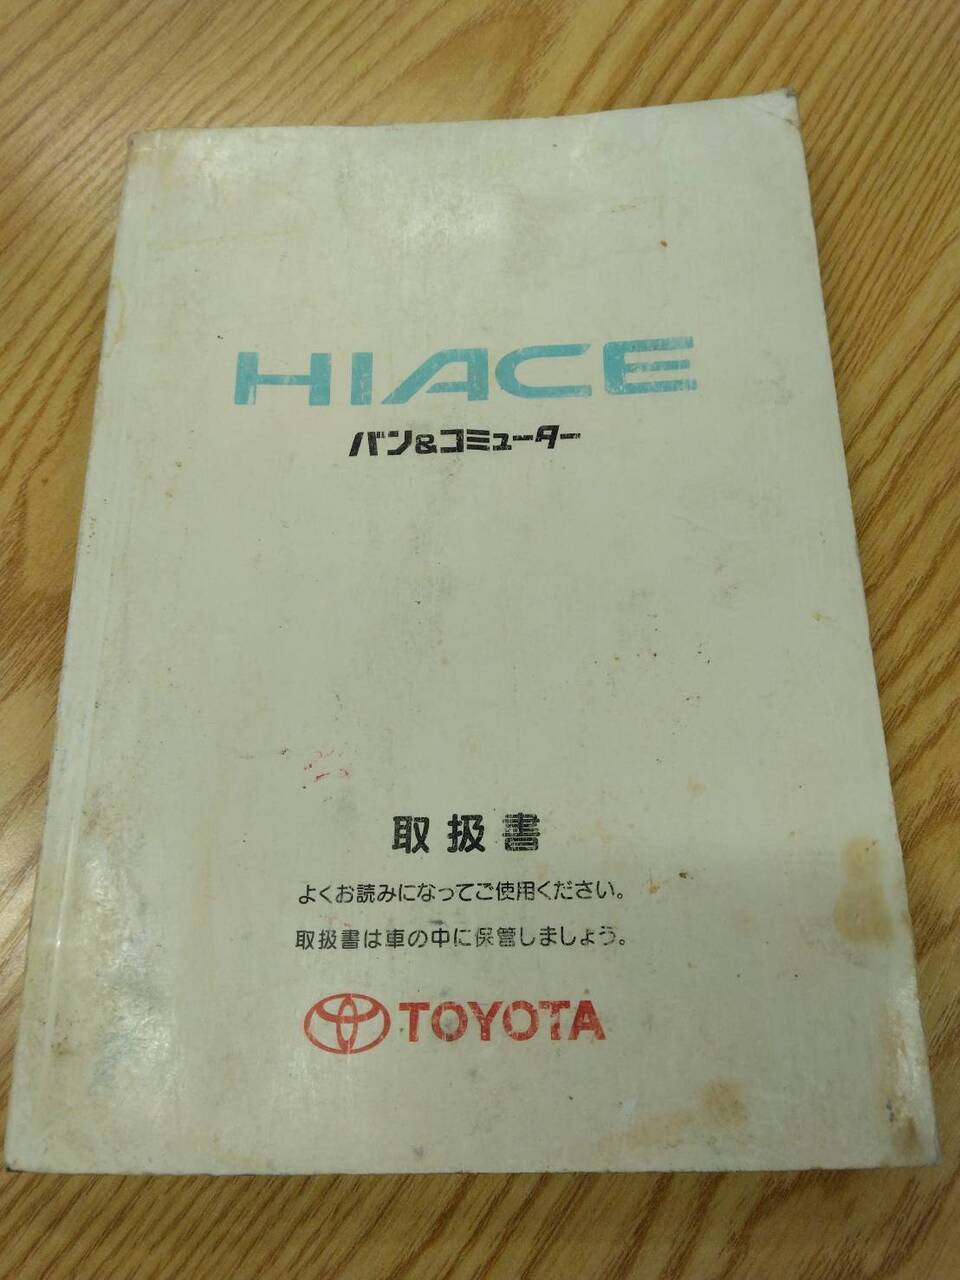 HIACE
バン&コミューター
取扱書
よくお読みになってご使用ください。
取扱書は車の中に保管しましょう。
TOYOTA